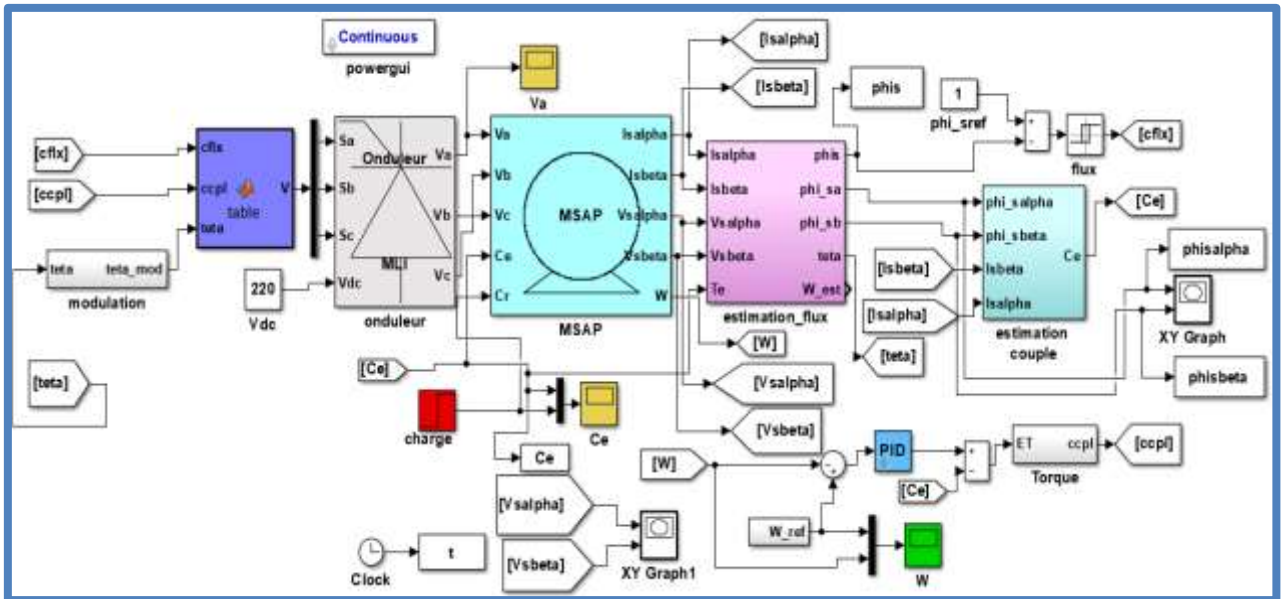 Continuous
powergui
Va
[Isalpha]
[Isbeta]
phis
1
phi_sref
flux
[cflx]
[cflx]
[ccpl]
cflx
ccpl
teta
V
table
teta
teta_mod
modulation
Sa
Sb
Sc
Vdc
Onduleur
MLI
Va
Vb
Vc
onduleur
220
Vdc
Va
Vb
Vc
Ce
Cr
MSAP
Isalpha
Isbeta
Vsalpha
Vsbeta
W
MSAP
Isalpha
Isbeta
Vsalpha
Vsbeta
Te
phis
phi_sa
phi_sb
teta
W_est
estimation_flux
phi_salpha
phi_sbeta
Isbeta
Isalpha
Ce
estimation
couple
[Isbeta]
[Isalpha]
[Ce]
phisalpha
XY Graph
phisbeta
[teta]
[Ce]
charge
Ce
Ce
[W]
[teta]
[Vsalpha]
[Vsbeta]
[W]
PID
[Ce]
ET
ccpl
Torque
[ccpl]
W_ref
W
Clock
t
[Vsalpha]
[Vsbeta]
XY Graph1